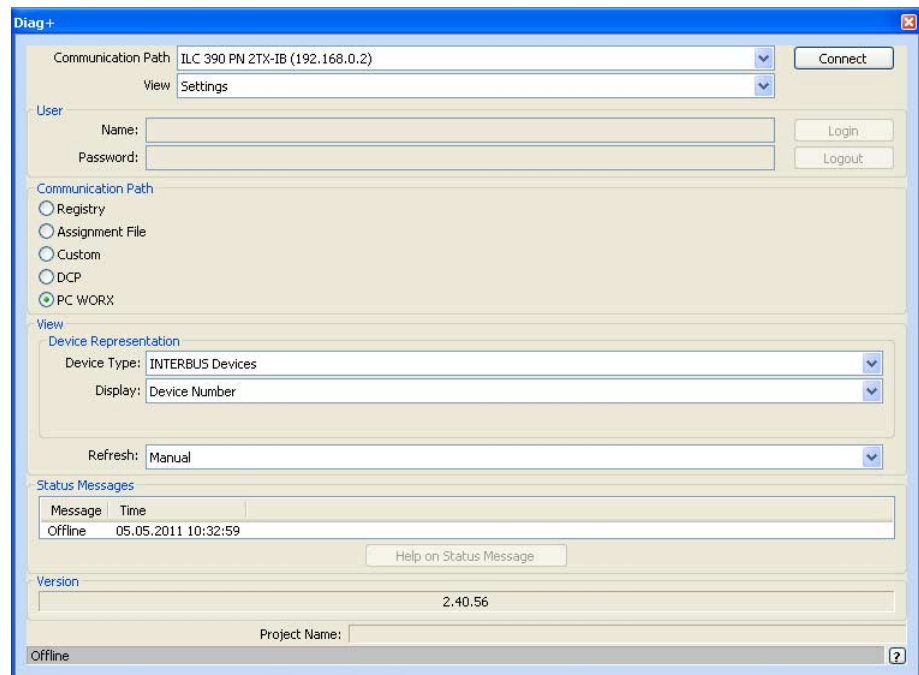 Diag+
Communication Path ILC 390 PN 2TX-IB (192.168.0.2) Connect
View Settings
User
Name: Login
Password: Logout
Communication Path
Registry
Assignment File
Custom
DCP
PC WORX
View
Device Representation
Device Type: INTERBUS Devices
Display: Device Number
Refresh: Manual
Status Messages
Message Time
Offline 05.05.2011 10:32:59
Help on Status Message
Version
2.40.56
Project Name:
Offline ?